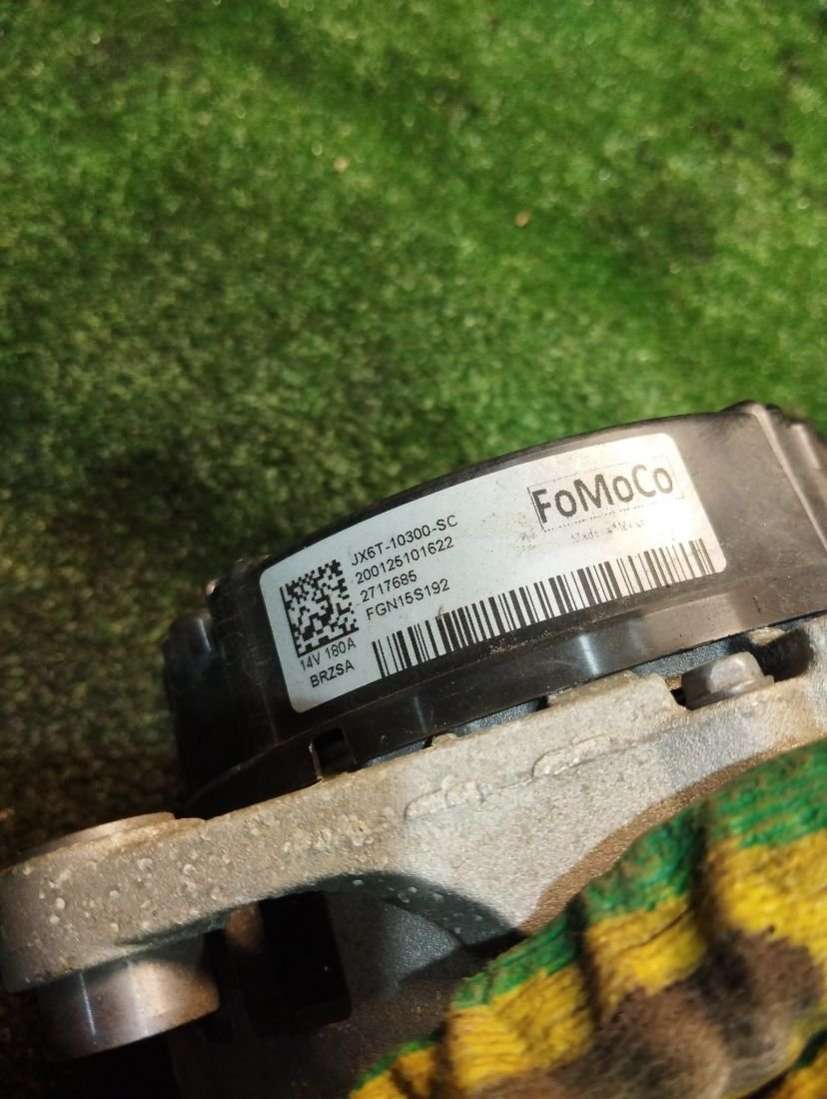 FoMoCo
JX6T-10300-SC
200125101622
2717685
FGN15S192
14V 180A
BRZSA